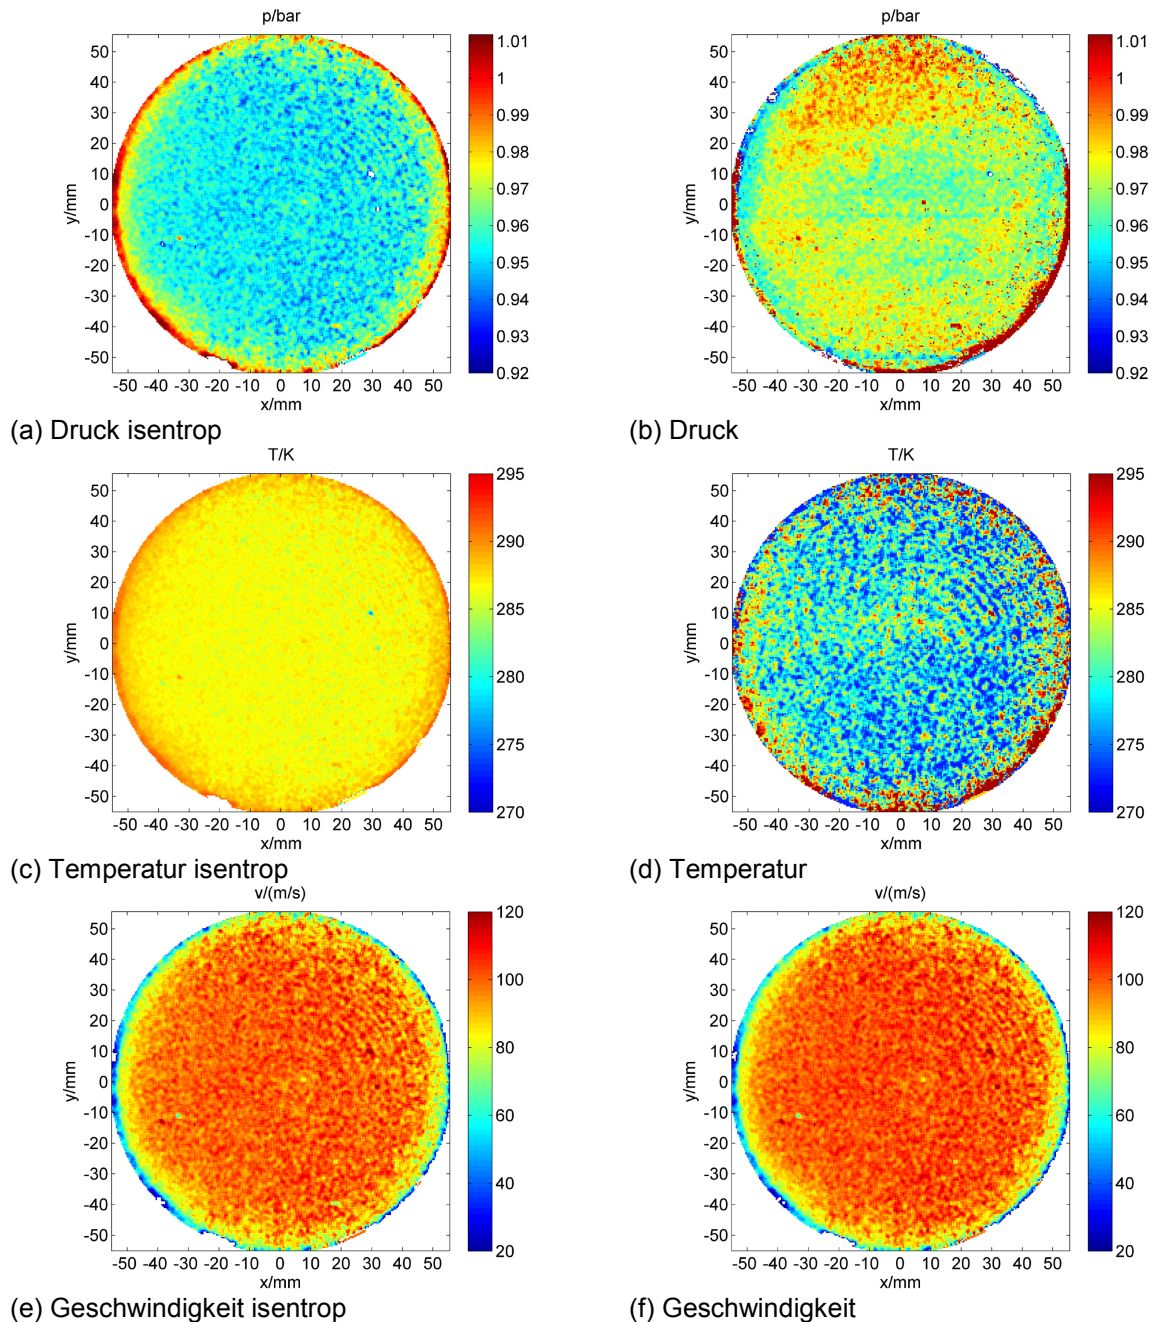 p/bar p/bar
50 40 30 20 10 0 -10 -20 -30 -40 -50
y/mm
1.01 1 0.99 0.98 0.97 0.96 0.95 0.94 0.93 0.92
50 40 30 20 10 0 -10 -20 -30 -40 -50
y/mm
1.01 1 0.99 0.98 0.97 0.96 0.95 0.94 0.93 0.92
-50 -40 -30 -20 -10 0 10 20 30 40 50
x/mm
-50 -40 -30 -20 -10 0 10 20 30 40 50
x/mm
(a) Druck isentrop
(b) Druck
T/K T/K
50 40 30 20 10 0 -10 -20 -30 -40 -50
y/mm
295 290 285 280 275 270
50 40 30 20 10 0 -10 -20 -30 -40 -50
y/mm
295 290 285 280 275 270
-50 -40 -30 -20 -10 0 10 20 30 40 50
x/mm
-50 -40 -30 -20 -10 0 10 20 30 40 50
x/mm
(c) Temperatur isentrop
(d) Temperatur
v/(m/s) v/(m/s)
50 40 30 20 10 0 -10 -20 -30 -40 -50
y/mm
120 100 80 60 40 20
50 40 30 20 10 0 -10 -20 -30 -40 -50
y/mm
120 100 80 60 40 20
-50 -40 -30 -20 -10 0 10 20 30 40 50
x/mm
-50 -40 -30 -20 -10 0 10 20 30 40 50
x/mm
(e) Geschwindigkeit isentrop
(f) Geschwindigkeit